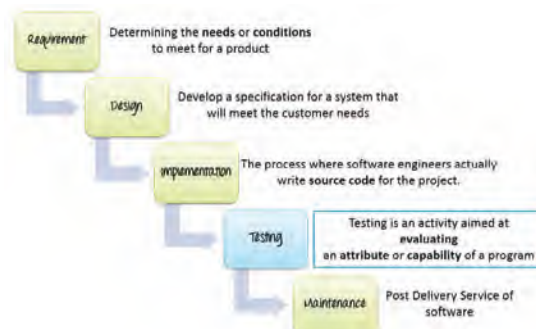 Requirement
Determining the needs or conditions
to meet for a product
Design
Develop a specification for a system that
will meet the customer needs
Implementation
The process where software engineers actually
write source code for the project.
Testing
Testing is an activity aimed at
evaluating
an attribute or capability of a program
Maintenance
Post Delivery Service of
software